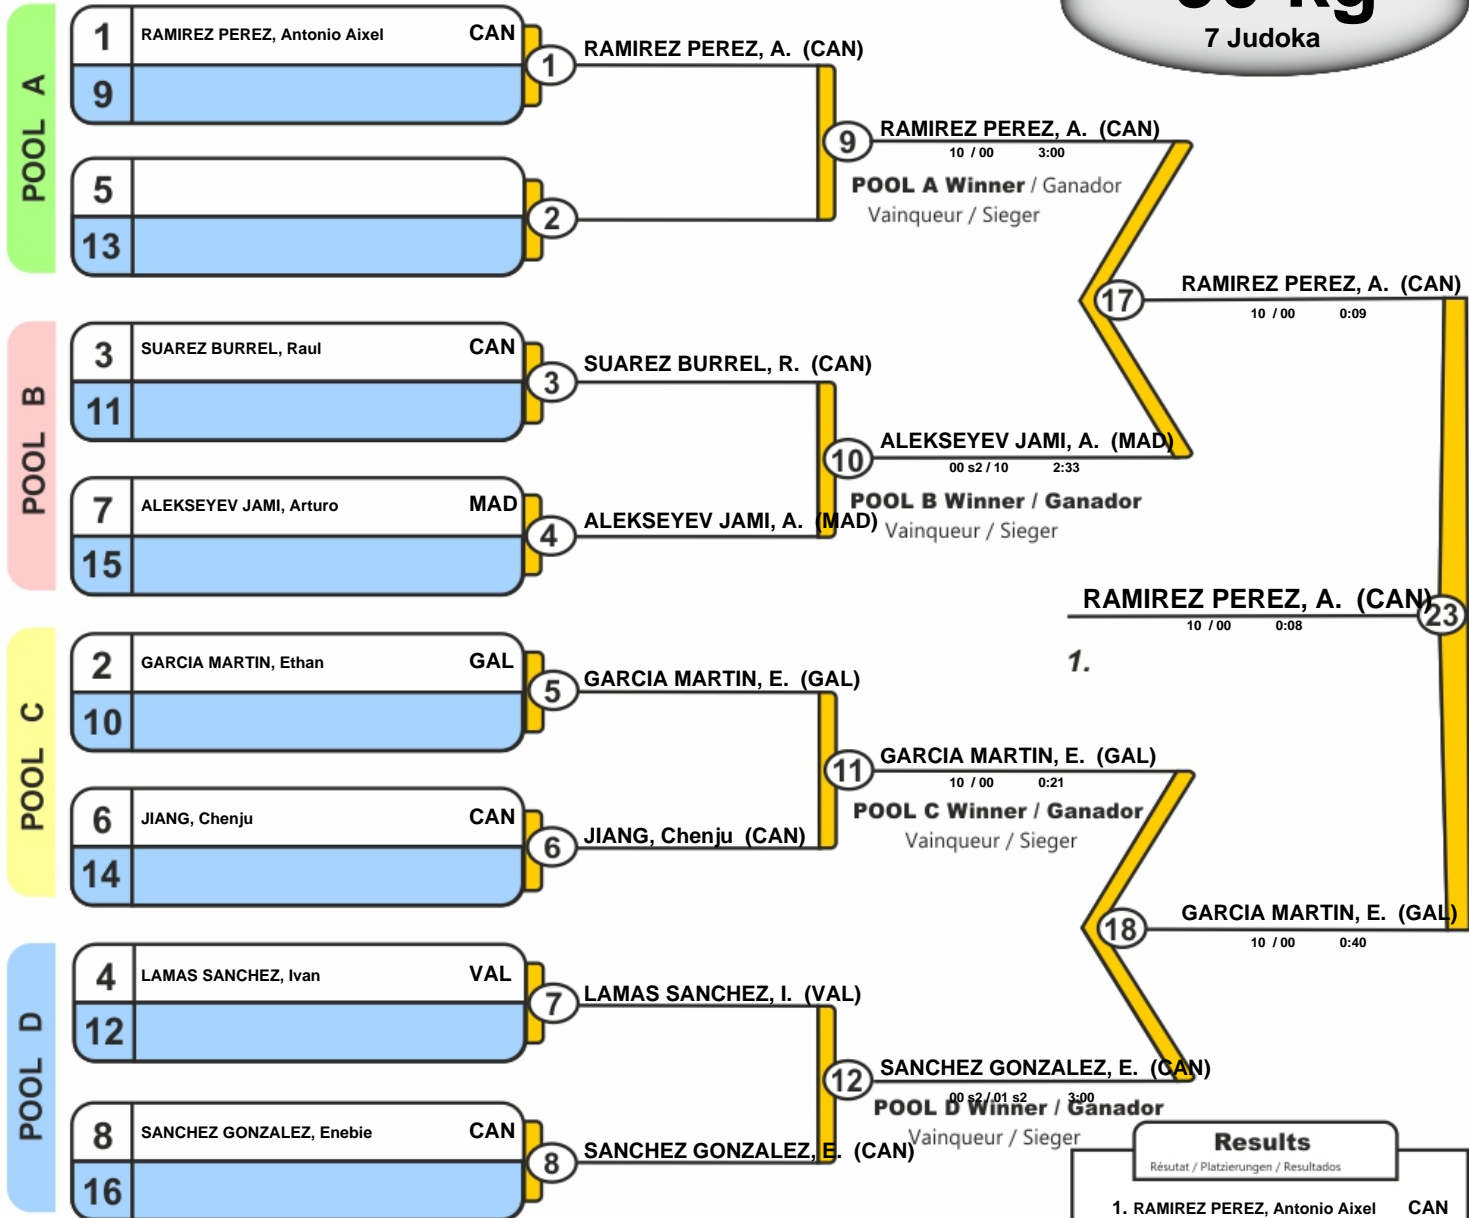 kg
7 Judoka
POOL A
1 RAMIREZ PEREZ, Antonio Aixel CAN
9
1
RAMIREZ PEREZ, A. (CAN)
5
13
2
9
RAMIREZ PEREZ, A. (CAN)
10 / 00 3:00
POOL A Winner / Ganador
Vainqueur / Sieger
POOL B
3 SUAREZ BURREL, Raul CAN
11
3
SUAREZ BURREL, R. (CAN)
7 ALEKSEYEV JAMI, Arturo MAD
15
4
ALEKSEYEV JAMI, A. (MAD)
10
ALEKSEYEV JAMI, A. (MAD)
00 s2 / 10 2:33
POOL B Winner / Ganador
Vainqueur / Sieger
17
RAMIREZ PEREZ, A. (CAN)
10 / 00 0:09
RAMIREZ PEREZ, A. (CAN)
23
10 / 00 0:08
1.
POOL C
2 GARCIA MARTIN, Ethan GAL
10
5
GARCIA MARTIN, E. (GAL)
6 JIANG, Chenju CAN
14
6
JIANG, Chenju (CAN)
11
GARCIA MARTIN, E. (GAL)
10 / 00 0:21
POOL C Winner / Ganador
Vainqueur / Sieger
18
GARCIA MARTIN, E. (GAL)
10 / 00 0:40
POOL D
4 LAMAS SANCHEZ, Ivan VAL
12
7
LAMAS SANCHEZ, I. (VAL)
8 SANCHEZ GONZALEZ, Enebie CAN
16
8
SANCHEZ GONZALEZ, E. (CAN)
12
SANCHEZ GONZALEZ, E. (CAN)
00 s2 / 01 s2 3:00
POOL D Winner / Ganador
Vainqueur / Sieger
Results
Résutat / Platzierungen / Resultados
1. RAMIREZ PEREZ, Antonio Aixel CAN